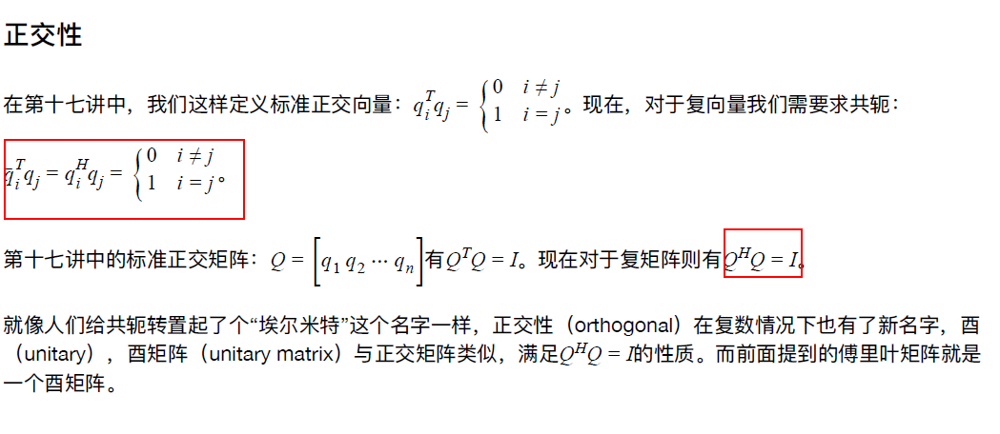 正交性
在第十七讲中，我们这样定义标准正交向量：$q_i^T q_j = \begin{cases} 0 & i \neq j \\ 1 & i = j \end{cases}$。现在，对于复向量我们需要求共轭：
$\bar{q}_i^T q_j = q_i^H q_j = \begin{cases} 0 & i \neq j \\ 1 & i = j \end{cases}$。
第十七讲中的标准正交矩阵：$Q = \begin{bmatrix} q_1 & q_2 & \cdots & q_n \end{bmatrix}$有$Q^T Q = I$。现在对于复矩阵则有$Q^H Q = I$。
就像人们给共轭转置起了个“埃尔米特”这个名字一样，正交性（orthogonal）在复数情况下也有了新名字，酉
（unitary），酉矩阵（unitary matrix）与正交矩阵类似，满足$Q^H Q = I$的性质。而前面提到的傅里叶矩阵就是
一个酉矩阵。